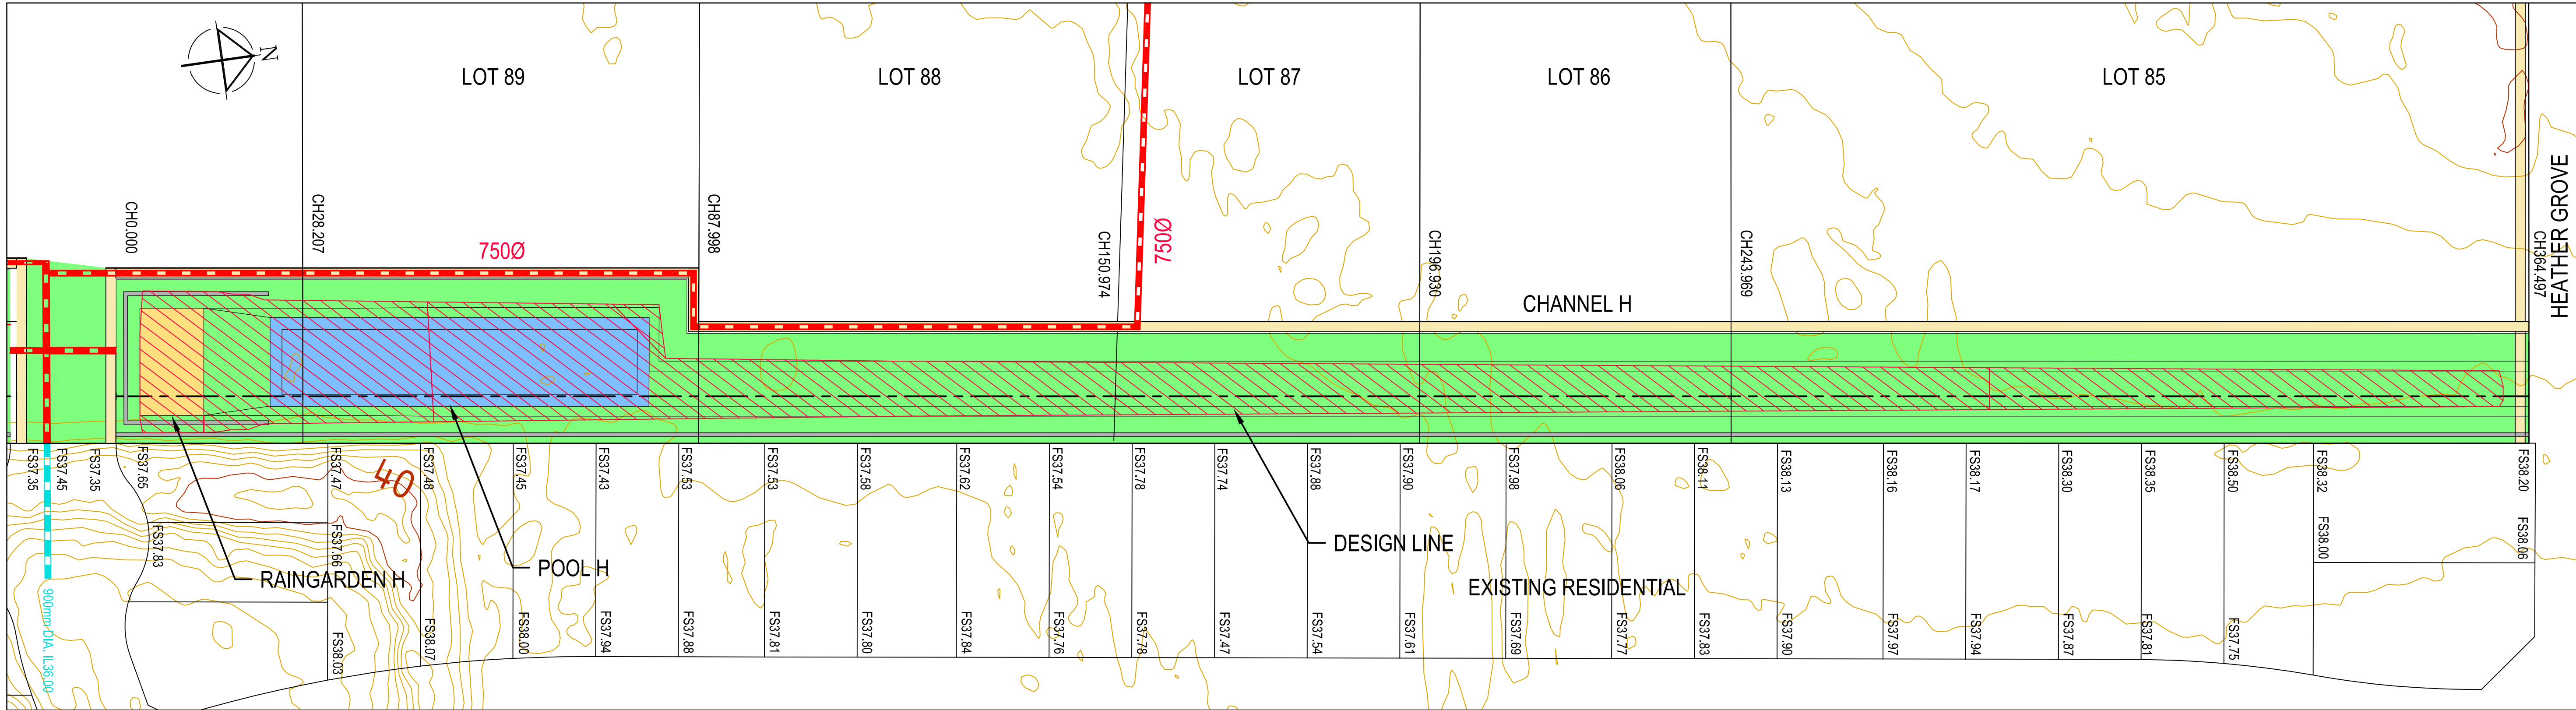 N
LOT 89
LOT 88
LOT 87
LOT 86
LOT 85
HEATHER GROVE
CH0.000
CH28.207
CH87.998
CH150.974
CH196.930
CH243.969
CH364.497
750Ø
750Ø
CHANNEL H
FS37.35
FS37.45
FS37.35
FS37.65
FS37.47
FS37.48
FS37.45
FS37.43
FS37.53
FS37.53
FS37.58
FS37.62
FS37.54
FS37.78
FS37.74
FS37.88
FS37.90
FS37.98
FS38.06
FS38.11
FS38.13
FS38.16
FS38.17
FS38.30
FS38.35
FS38.50
FS38.32
FS38.20
40
FS37.83
FS37.66
FS38.00
FS38.06
DESIGN LINE
POOL H
RAINGARDEN H
EXISTING RESIDENTIAL
900mm DIA. IL36.00
FS38.03
FS38.07
FS38.00
FS37.94
FS37.88
FS37.81
FS37.80
FS37.84
FS37.76
FS37.78
FS37.47
FS37.54
FS37.61
FS37.69
FS37.77
FS37.83
FS37.90
FS37.97
FS37.94
FS37.87
FS37.81
FS37.75